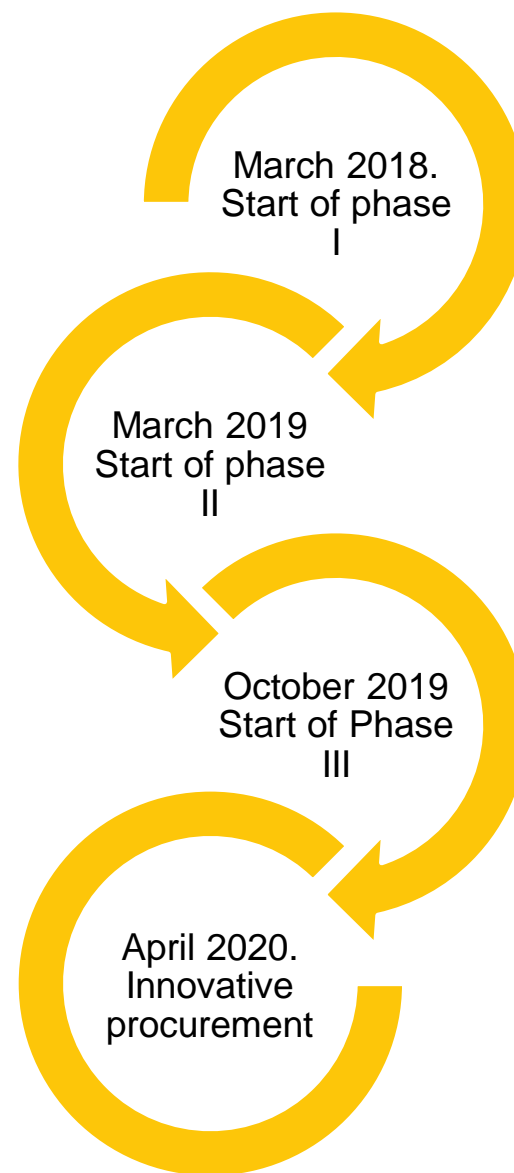 March 2018.
Start of phase
I
March 2019
Start of phase
II
October 2019
Start of Phase
III
April 2020.
Innovative
procurement